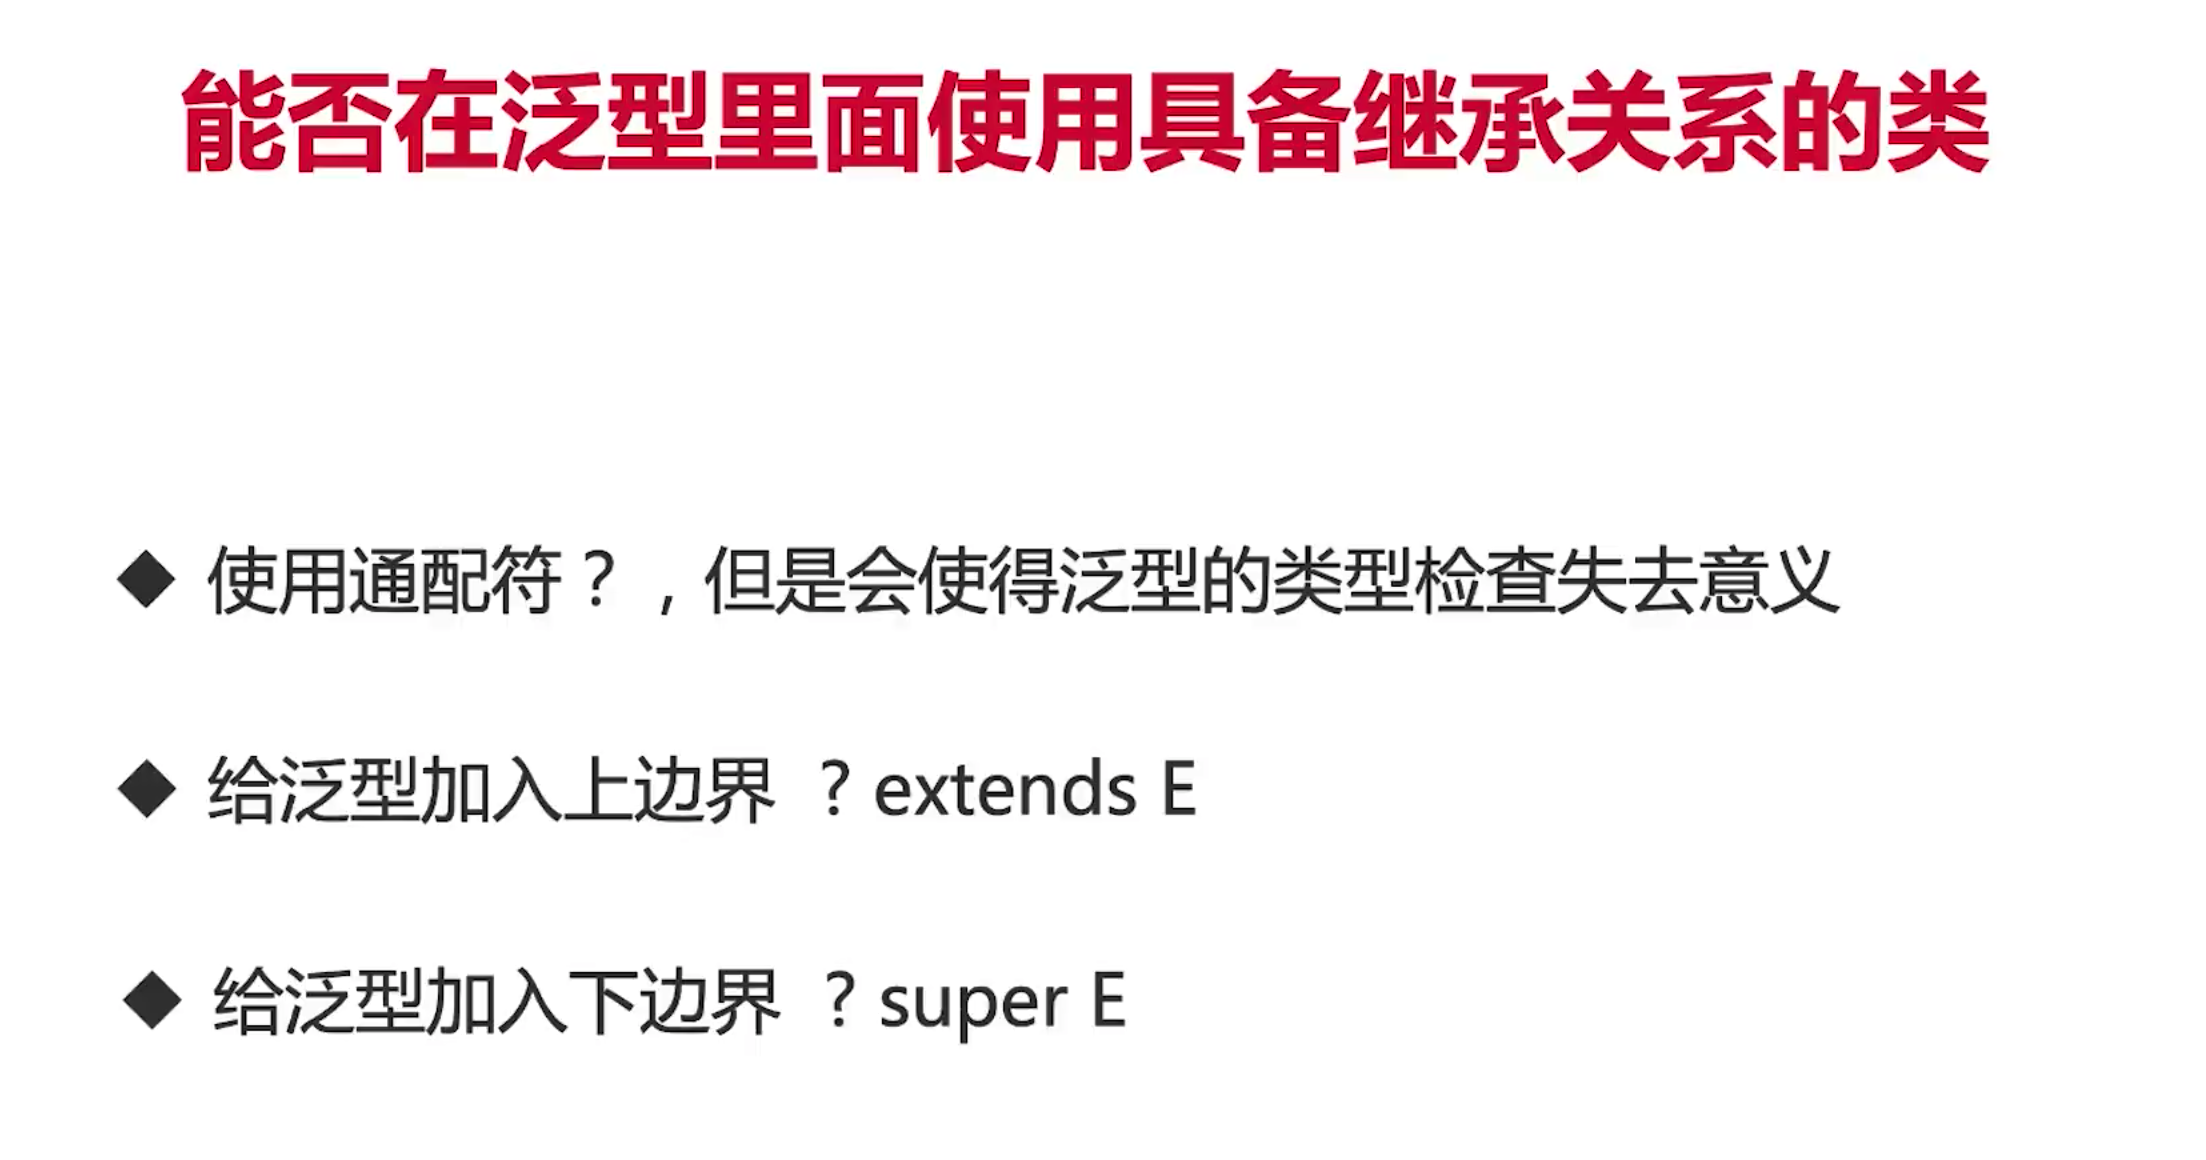 能否在泛型里面使用具备继承关系的类
◆ 使用通配符？，但是会使得泛型的类型检查失去意义
◆ 给泛型加入上边界 ？extends E
◆ 给泛型加入下边界 ？super E